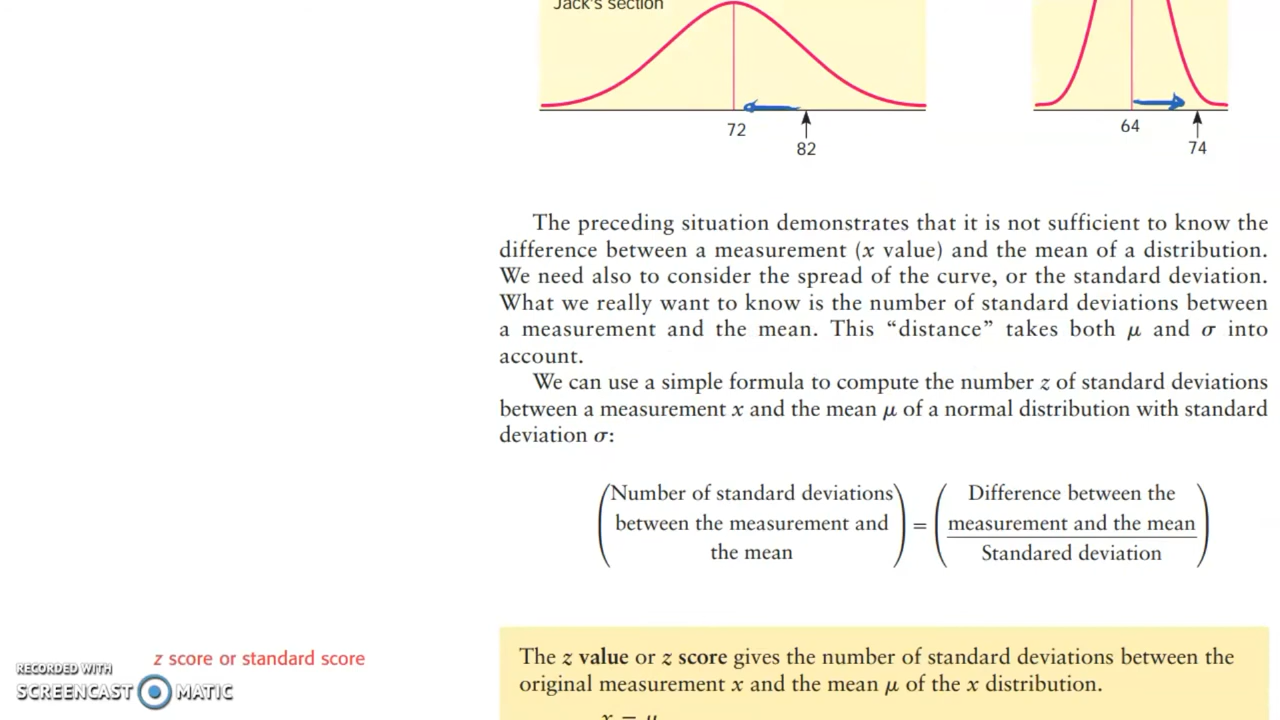 Jack's section
72
82
64
74
The preceding situation demonstrates that it is not sufficient to know the
difference between a measurement (x value) and the mean of a distribution.
We need also to consider the spread of the curve, or the standard deviation.
What we really want to know is the number of standard deviations between
a measurement and the mean. This “distance” takes both μ and σ into
account.
We can use a simple formula to compute the number z of standard deviations
between a measurement x and the mean μ of a normal distribution with standard
deviation σ:
Number of standard deviations
between the measurement and
the mean
=
Difference between the
measurement and the mean
Standared deviation
z score or standard score
The z value or z score gives the number of standard deviations between the
original measurement x and the mean μ of the x distribution.
x − μ
RECORDED WITH
SCREENCAST MATIC